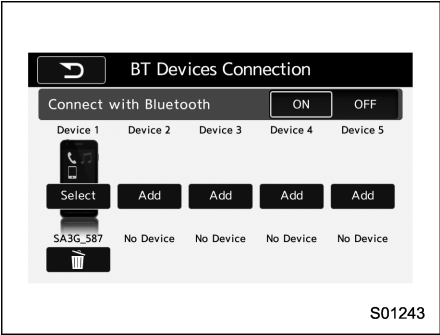 BT Devices Connection
Connect with Bluetooth ON OFF
Device 1 Device 2 Device 3 Device 4 Device 5
Select Add Add Add Add
SA3G_587 No Device No Device No Device No Device
S01243